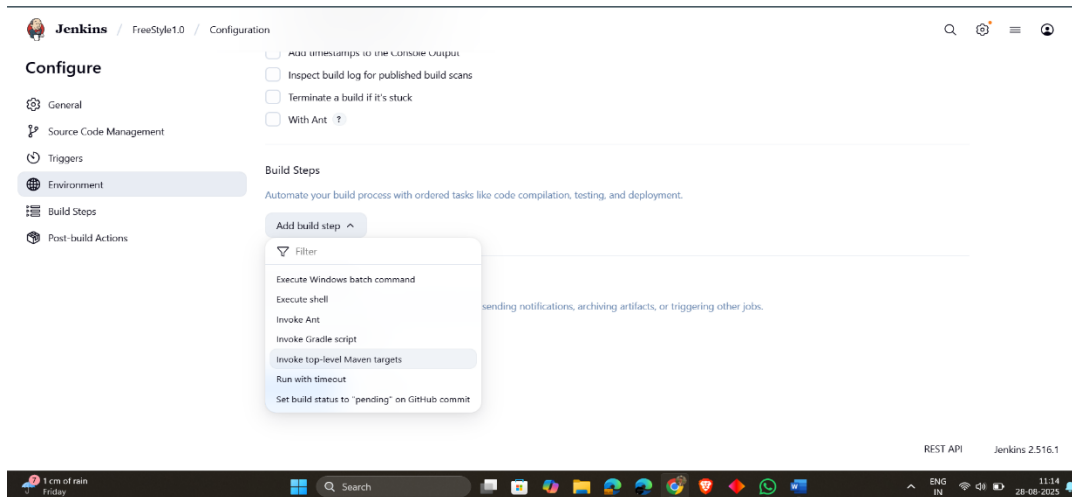 Jenkins / FreeStyle1.0 / Configuration
Configure
General
Source Code Management
Triggers
Environment
Build Steps
Post-build Actions
Add timestamps to the Console Output
Inspect build log for published build scans
Terminate a build if it's stuck
With Ant ?
Build Steps
Automate your build process with ordered tasks like code compilation, testing, and deployment.
Add build step
Filter
Execute Windows batch command
Execute shell
sending notifications, archiving artifacts, or triggering other jobs.
Invoke Ant
Invoke Gradle script
Invoke top-level Maven targets
Run with timeout
Set build status to "pending" on GitHub commit
REST API Jenkins 2.516.1
7 1 cm of rain
Friday
Search
ENG
IN
11:14
28-08-2025